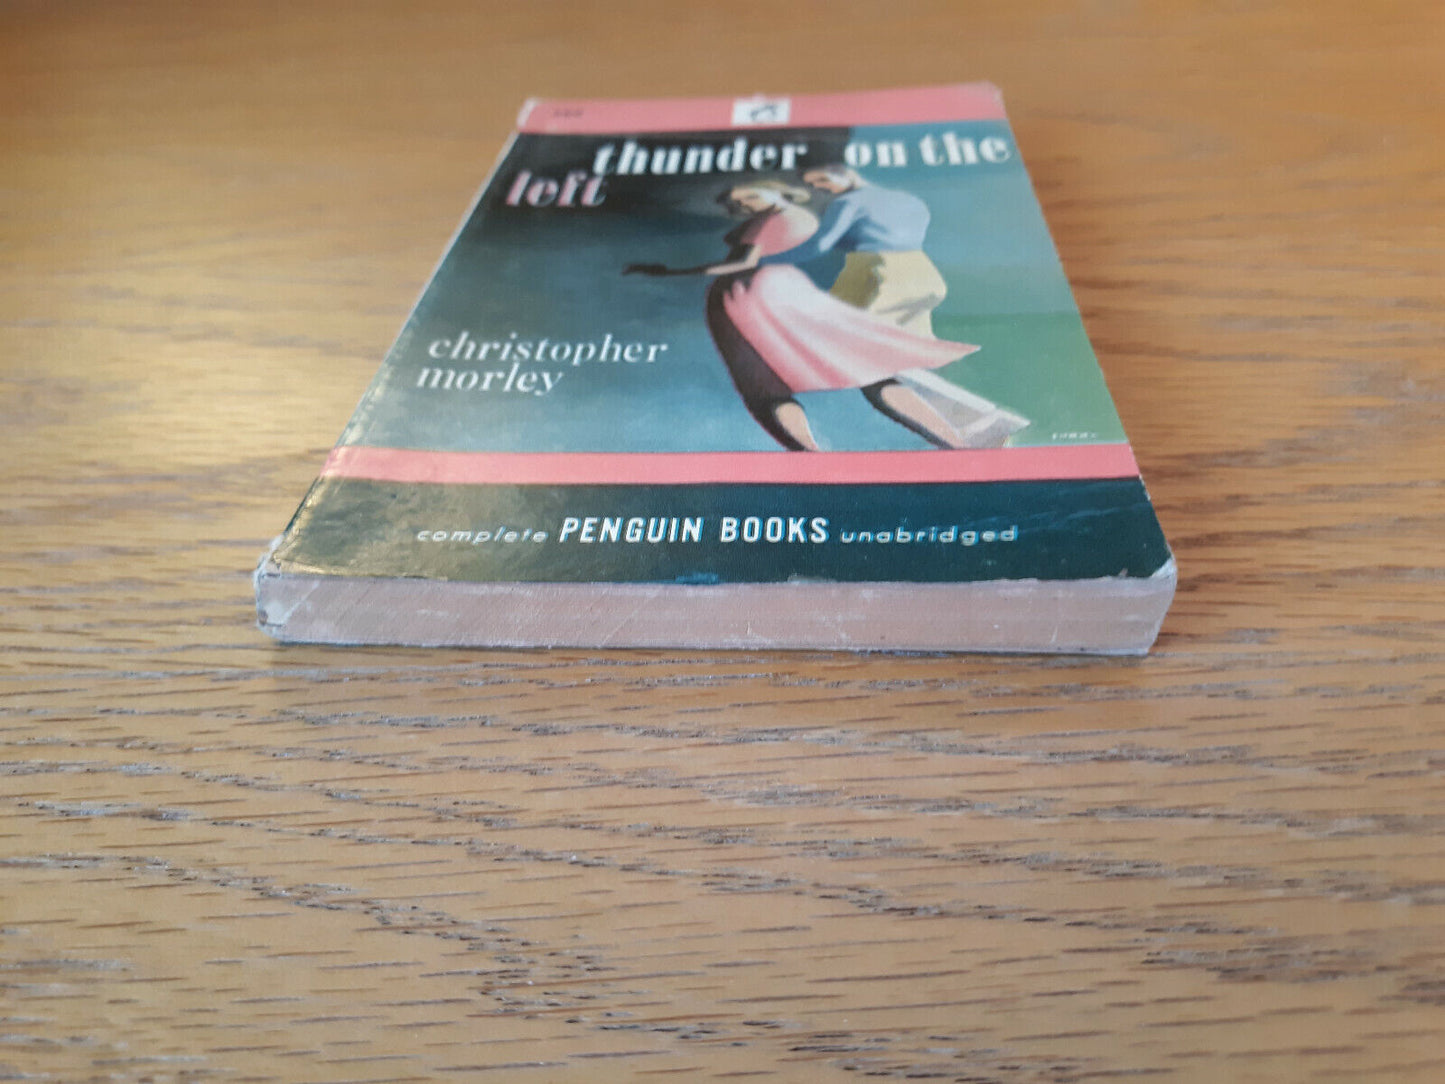 thunder on the
left
christopher
morley
complete PENGUIN BOOKS unabridged